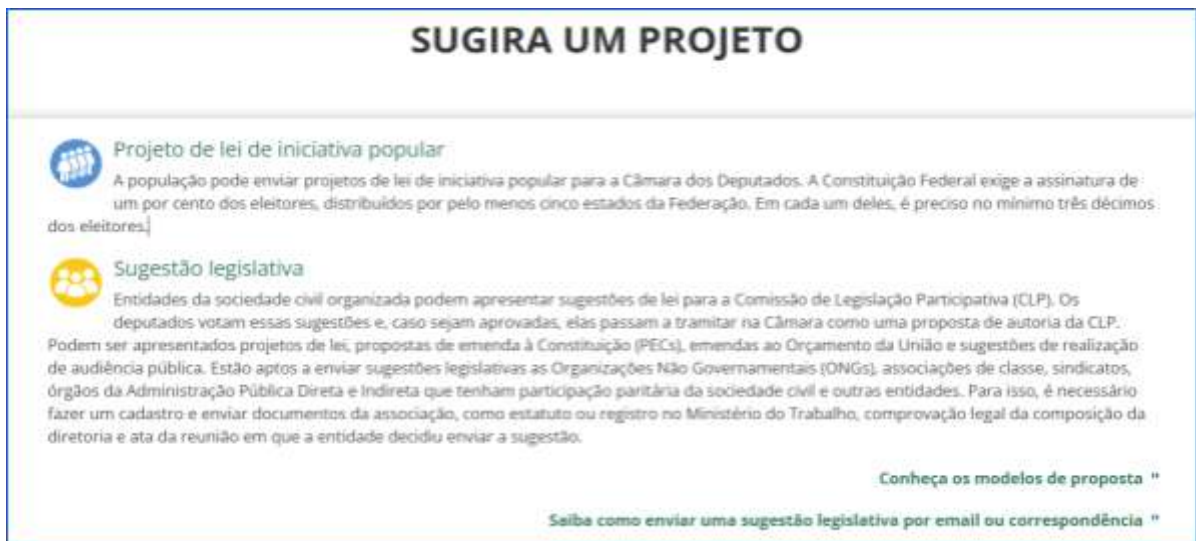 SUGIRA UM PROJETO
Projeto de lei de iniciativa popular
A população pode enviar projetos de lei de iniciativa popular para a Câmara dos Deputados. A Constituição Federal exige a assinatura de
um por cento dos eleitores, distribuídos por pelo menos cinco estados da Federação. Em cada um deles, é preciso no mínimo três décimos
dos eleitores.
Sugestão legislativa
Entidades da sociedade civil organizada podem apresentar sugestões de lei para a Comissão de Legislação Participativa (CLP). Os
deputados votam essas sugestões e, caso sejam aprovadas, elas passam a tramitar na Câmara como uma proposta de autoria da CLP.
Podem ser apresentados projetos de lei, propostas de emenda à Constituição (PECs), emendas ao Orçamento da União e sugestões de realização
de audiência pública. Estão aptos a enviar sugestões legislativas as Organizações Não Governamentais (ONGs), associações de classe, sindicatos,
órgãos da Administração Pública Direta e Indireta que tenham participação paritária da sociedade civil e outras entidades. Para isso, é necessário
fazer um cadastro e enviar documentos da associação, como estatuto ou registro no Ministério do Trabalho, comprovação legal da composição da
diretoria e ata da reunião em que a entidade decidiu enviar a sugestão.
Conheça os modelos de proposta "
Saiba como enviar uma sugestão legislativa por email ou correspondência "